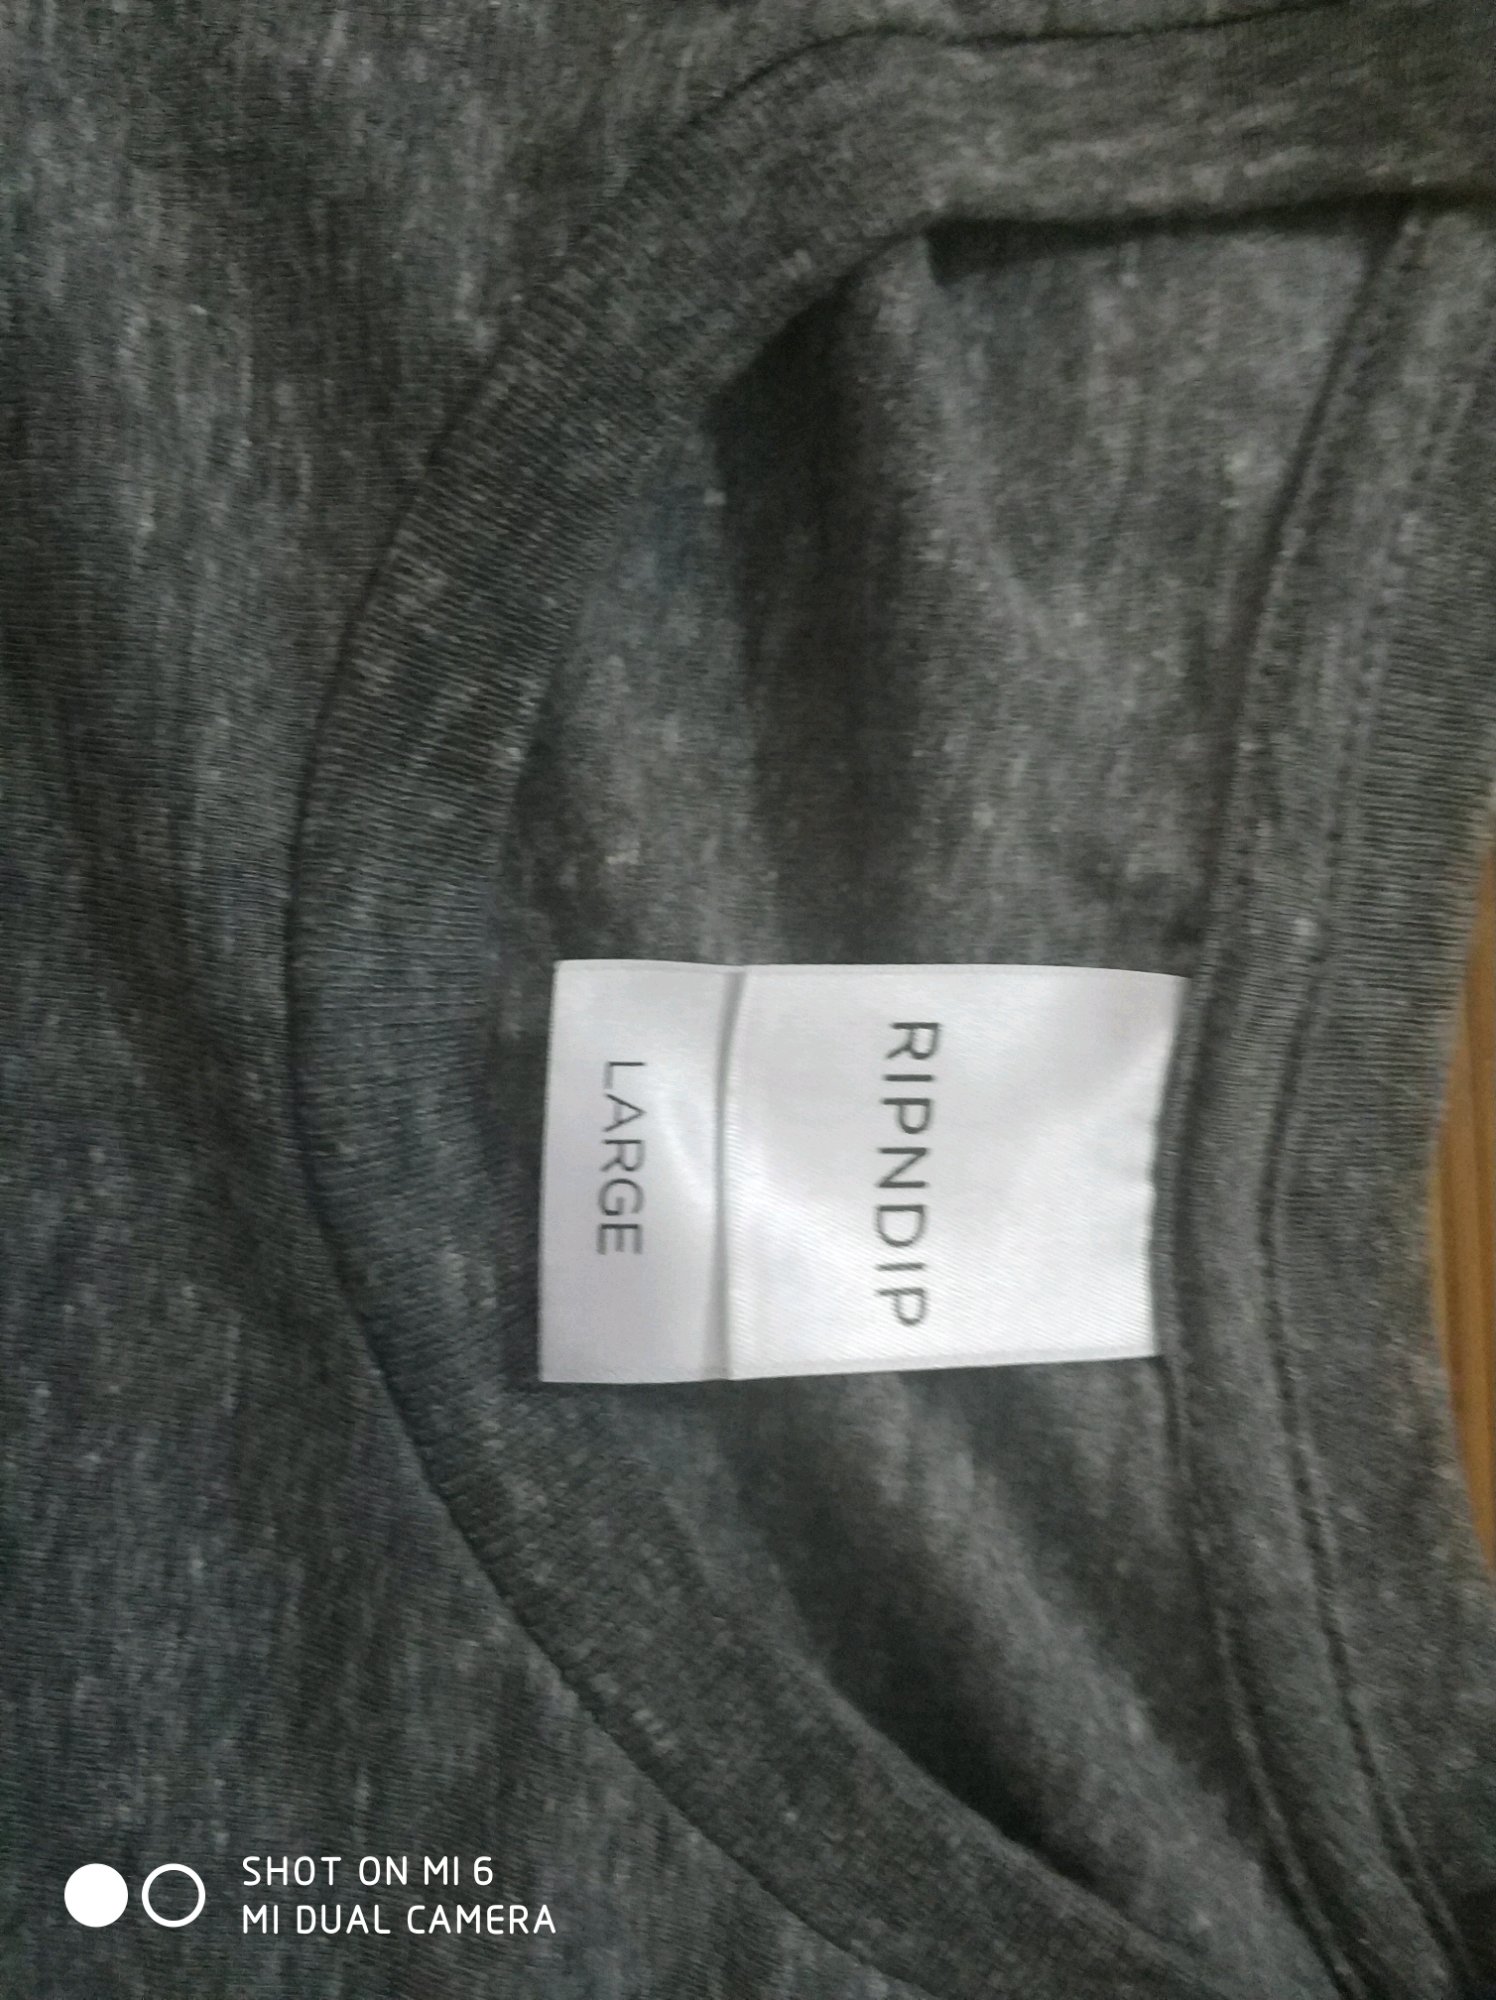 RIPNDIP
LARGE
SHOT ON MI 6
MI DUAL CAMERA